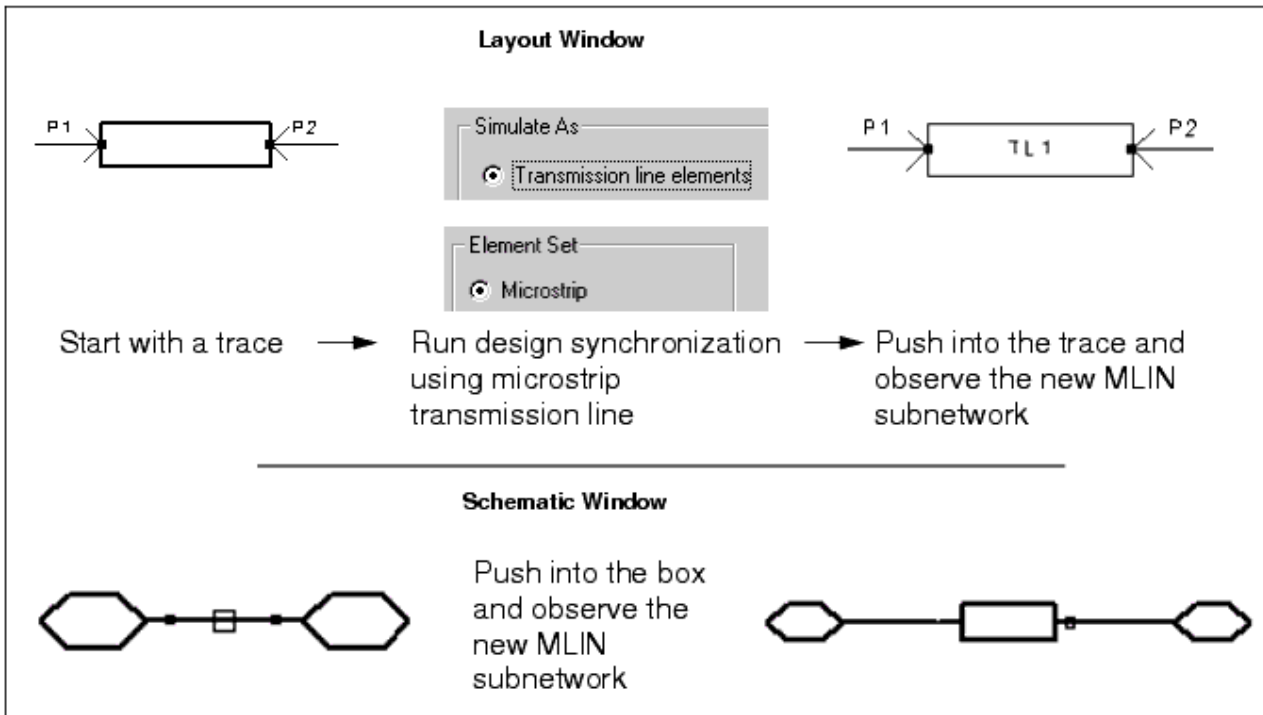 Layout Window
P1
P2
Simulate As
Transmission line elements
P1
TL1
P2
Element Set
Microstrip
Start with a trace
Run design synchronization
using microstrip
transmission line
Push into the trace and
observe the new MLIN
subnetwork
Schematic Window
Push into the box
and observe the
new MLIN
subnetwork